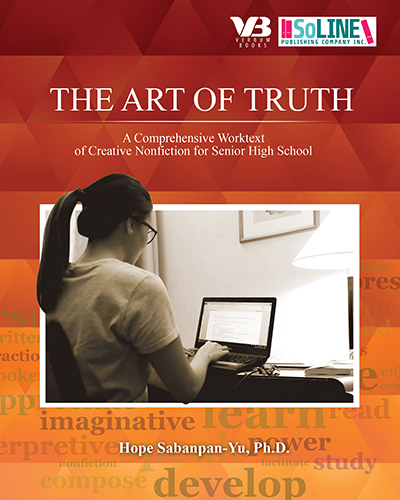 VB
VERBUM
BOOKS
SoLINE
PUBLISHING COMPANY INC.
THE ART OF TRUTH
A Comprehensive Worktext
of Creative Nonfiction for Senior High School
learn
read
imaginative
power
nonfiction
facilitate
study
compose
develop
Hope Sabanpan-Yu, Ph.D.